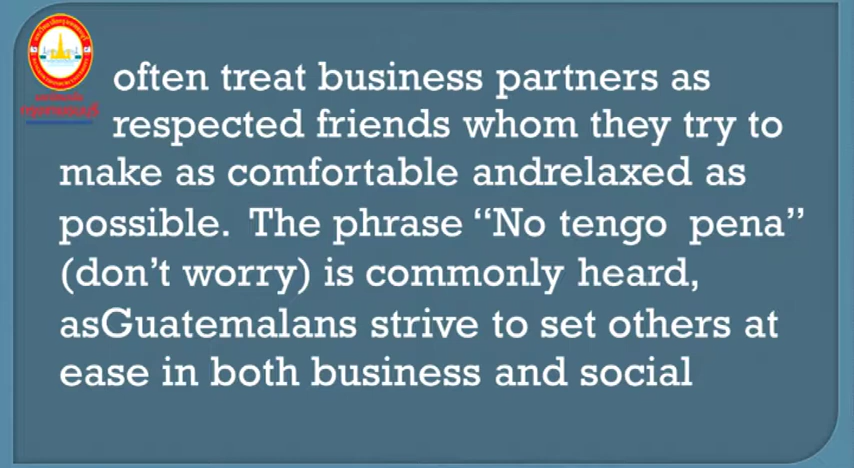 often treat business partners as
respected friends whom they try to
make as comfortable andrelaxed as
possible.  The phrase “No tengo  pena”
(don’t worry) is commonly heard,
asGuatemalans strive to set others at
ease in both business and social